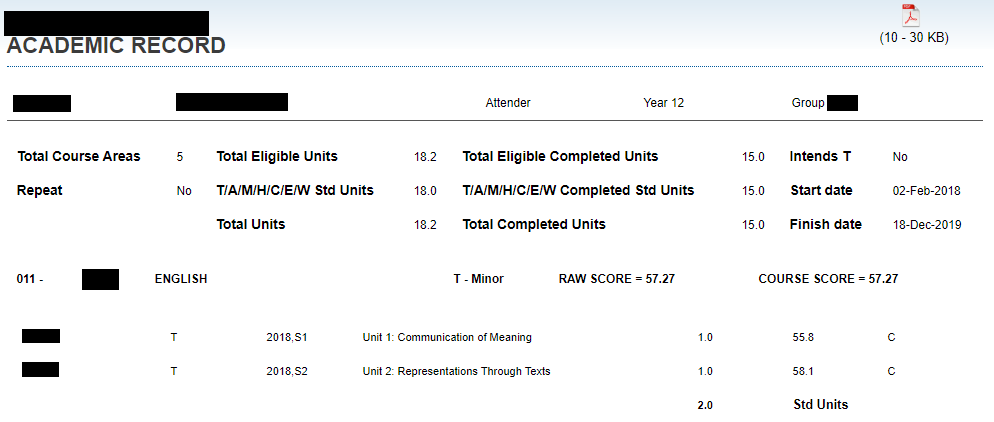 PDF
(10 - 30 KB)
ACADEMIC RECORD
Attender Year 12 Group
Total Course Areas 5 Total Eligible Units 18.2 Total Eligible Completed Units 15.0 Intends T No
Repeat No T/A/M/H/C/E/W Std Units 18.0 T/A/M/H/C/E/W Completed Std Units 15.0 Start date 02-Feb-2018
Total Units 18.2 Total Completed Units 15.0 Finish date 18-Dec-2019
011 - ENGLISH T - Minor RAW SCORE = 57.27 COURSE SCORE = 57.27
T 2018,S1 Unit 1: Communication of Meaning 1.0 55.8 C
T 2018,S2 Unit 2: Representations Through Texts 1.0 58.1 C
2.0 Std Units